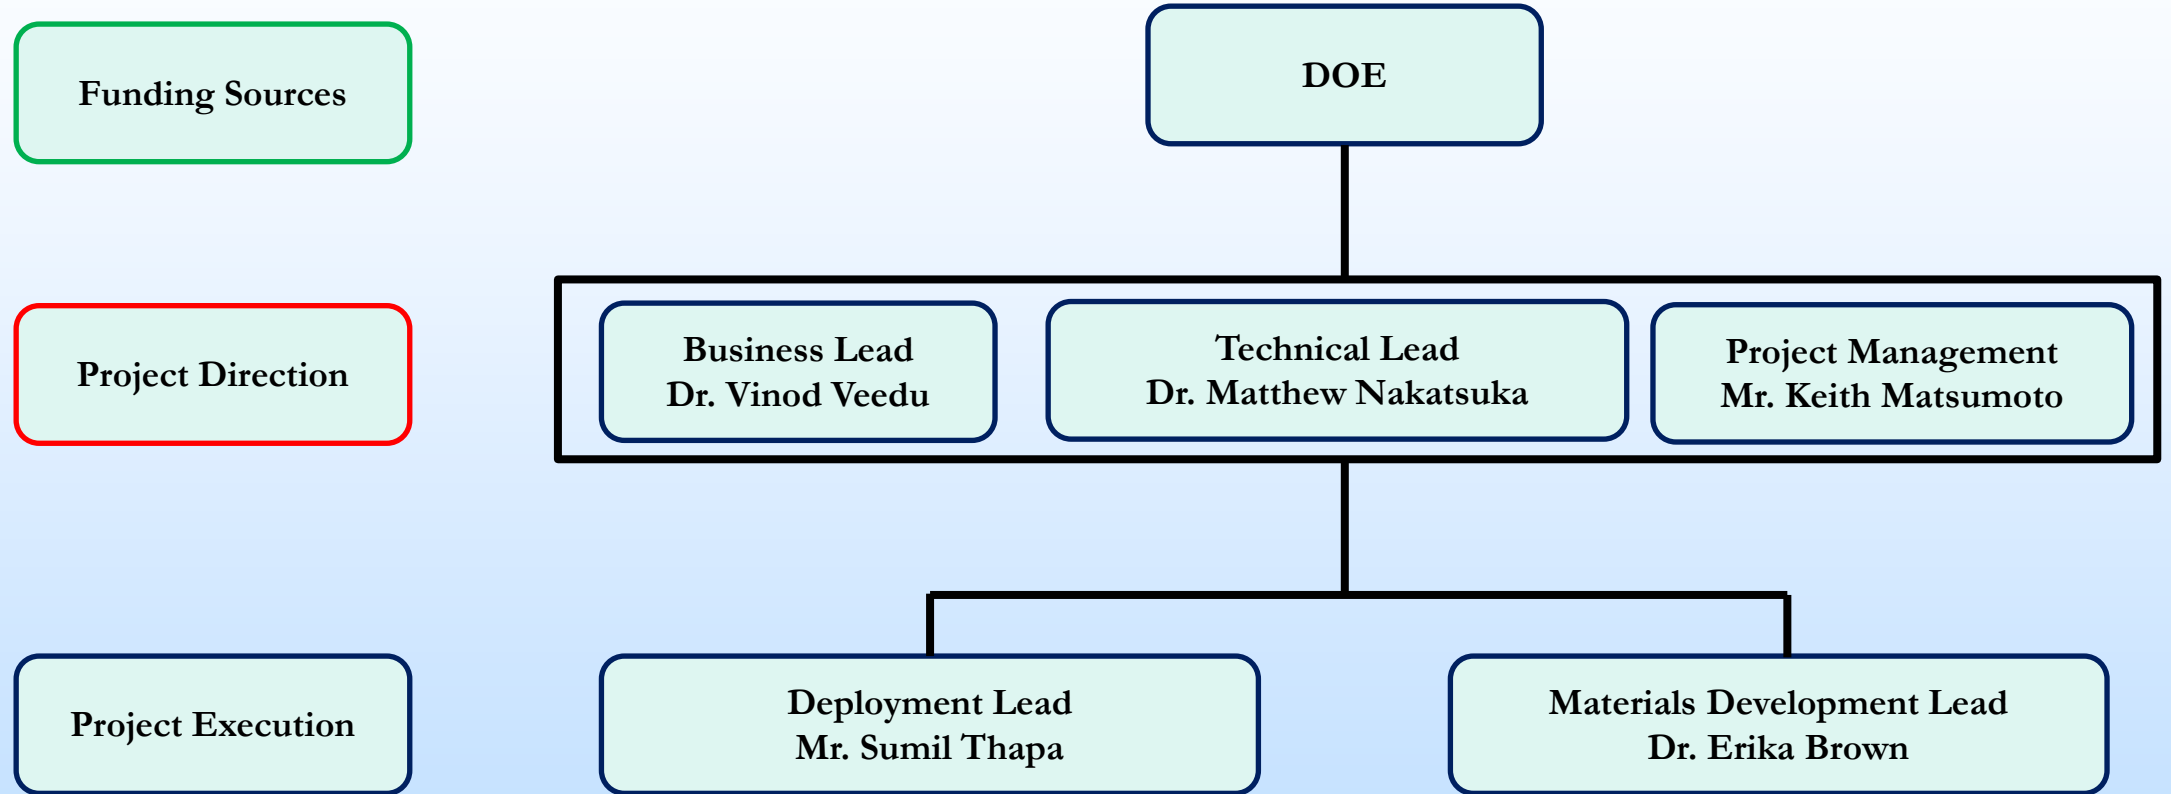 Funding Sources
DOE
Project Direction
Business Lead
Dr. Vinod Veedu
Technical Lead
Dr. Matthew Nakatsuka
Project Management
Mr. Keith Matsumoto
Project Execution
Deployment Lead
Mr. Sumil Thapa
Materials Development Lead
Dr. Erika Brown